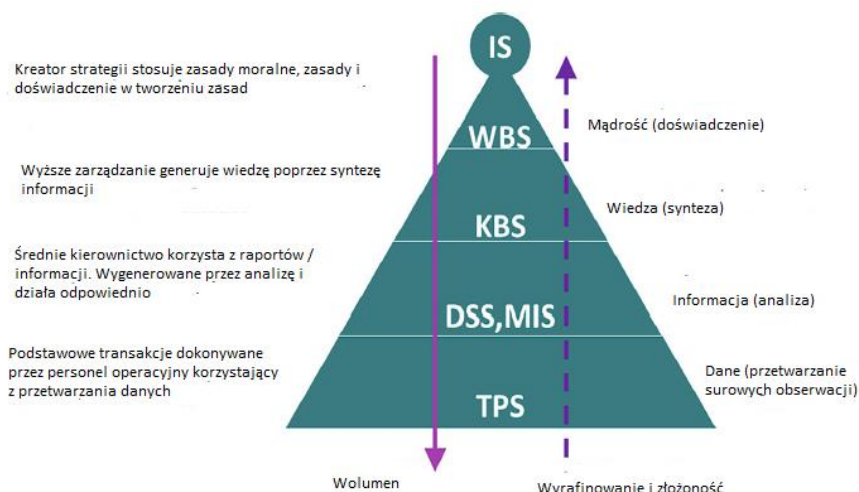 IS
Kreator strategii stosuje zasady moralne, zasady i
doświadczenie w tworzeniu zasad
Mądrość (doświadczenie)
WBS
Wyższe zarządzanie generuje wiedzę poprzez syntezę
informacji
Wiedza (synteza)
KBS
Średnie kierownictwo korzysta z raportów /
informacji. Wygenerowane przez analizę i
działa odpowiednio
Informacja (analiza)
DSS,MIS
Podstawowe transakcje dokonywane
przez personel operacyjny korzystający
z przetwarzania danych
Dane (przetwarzanie
surowych obserwacji)
TPS
Wolumen
Wyrafinowanie i złożoność